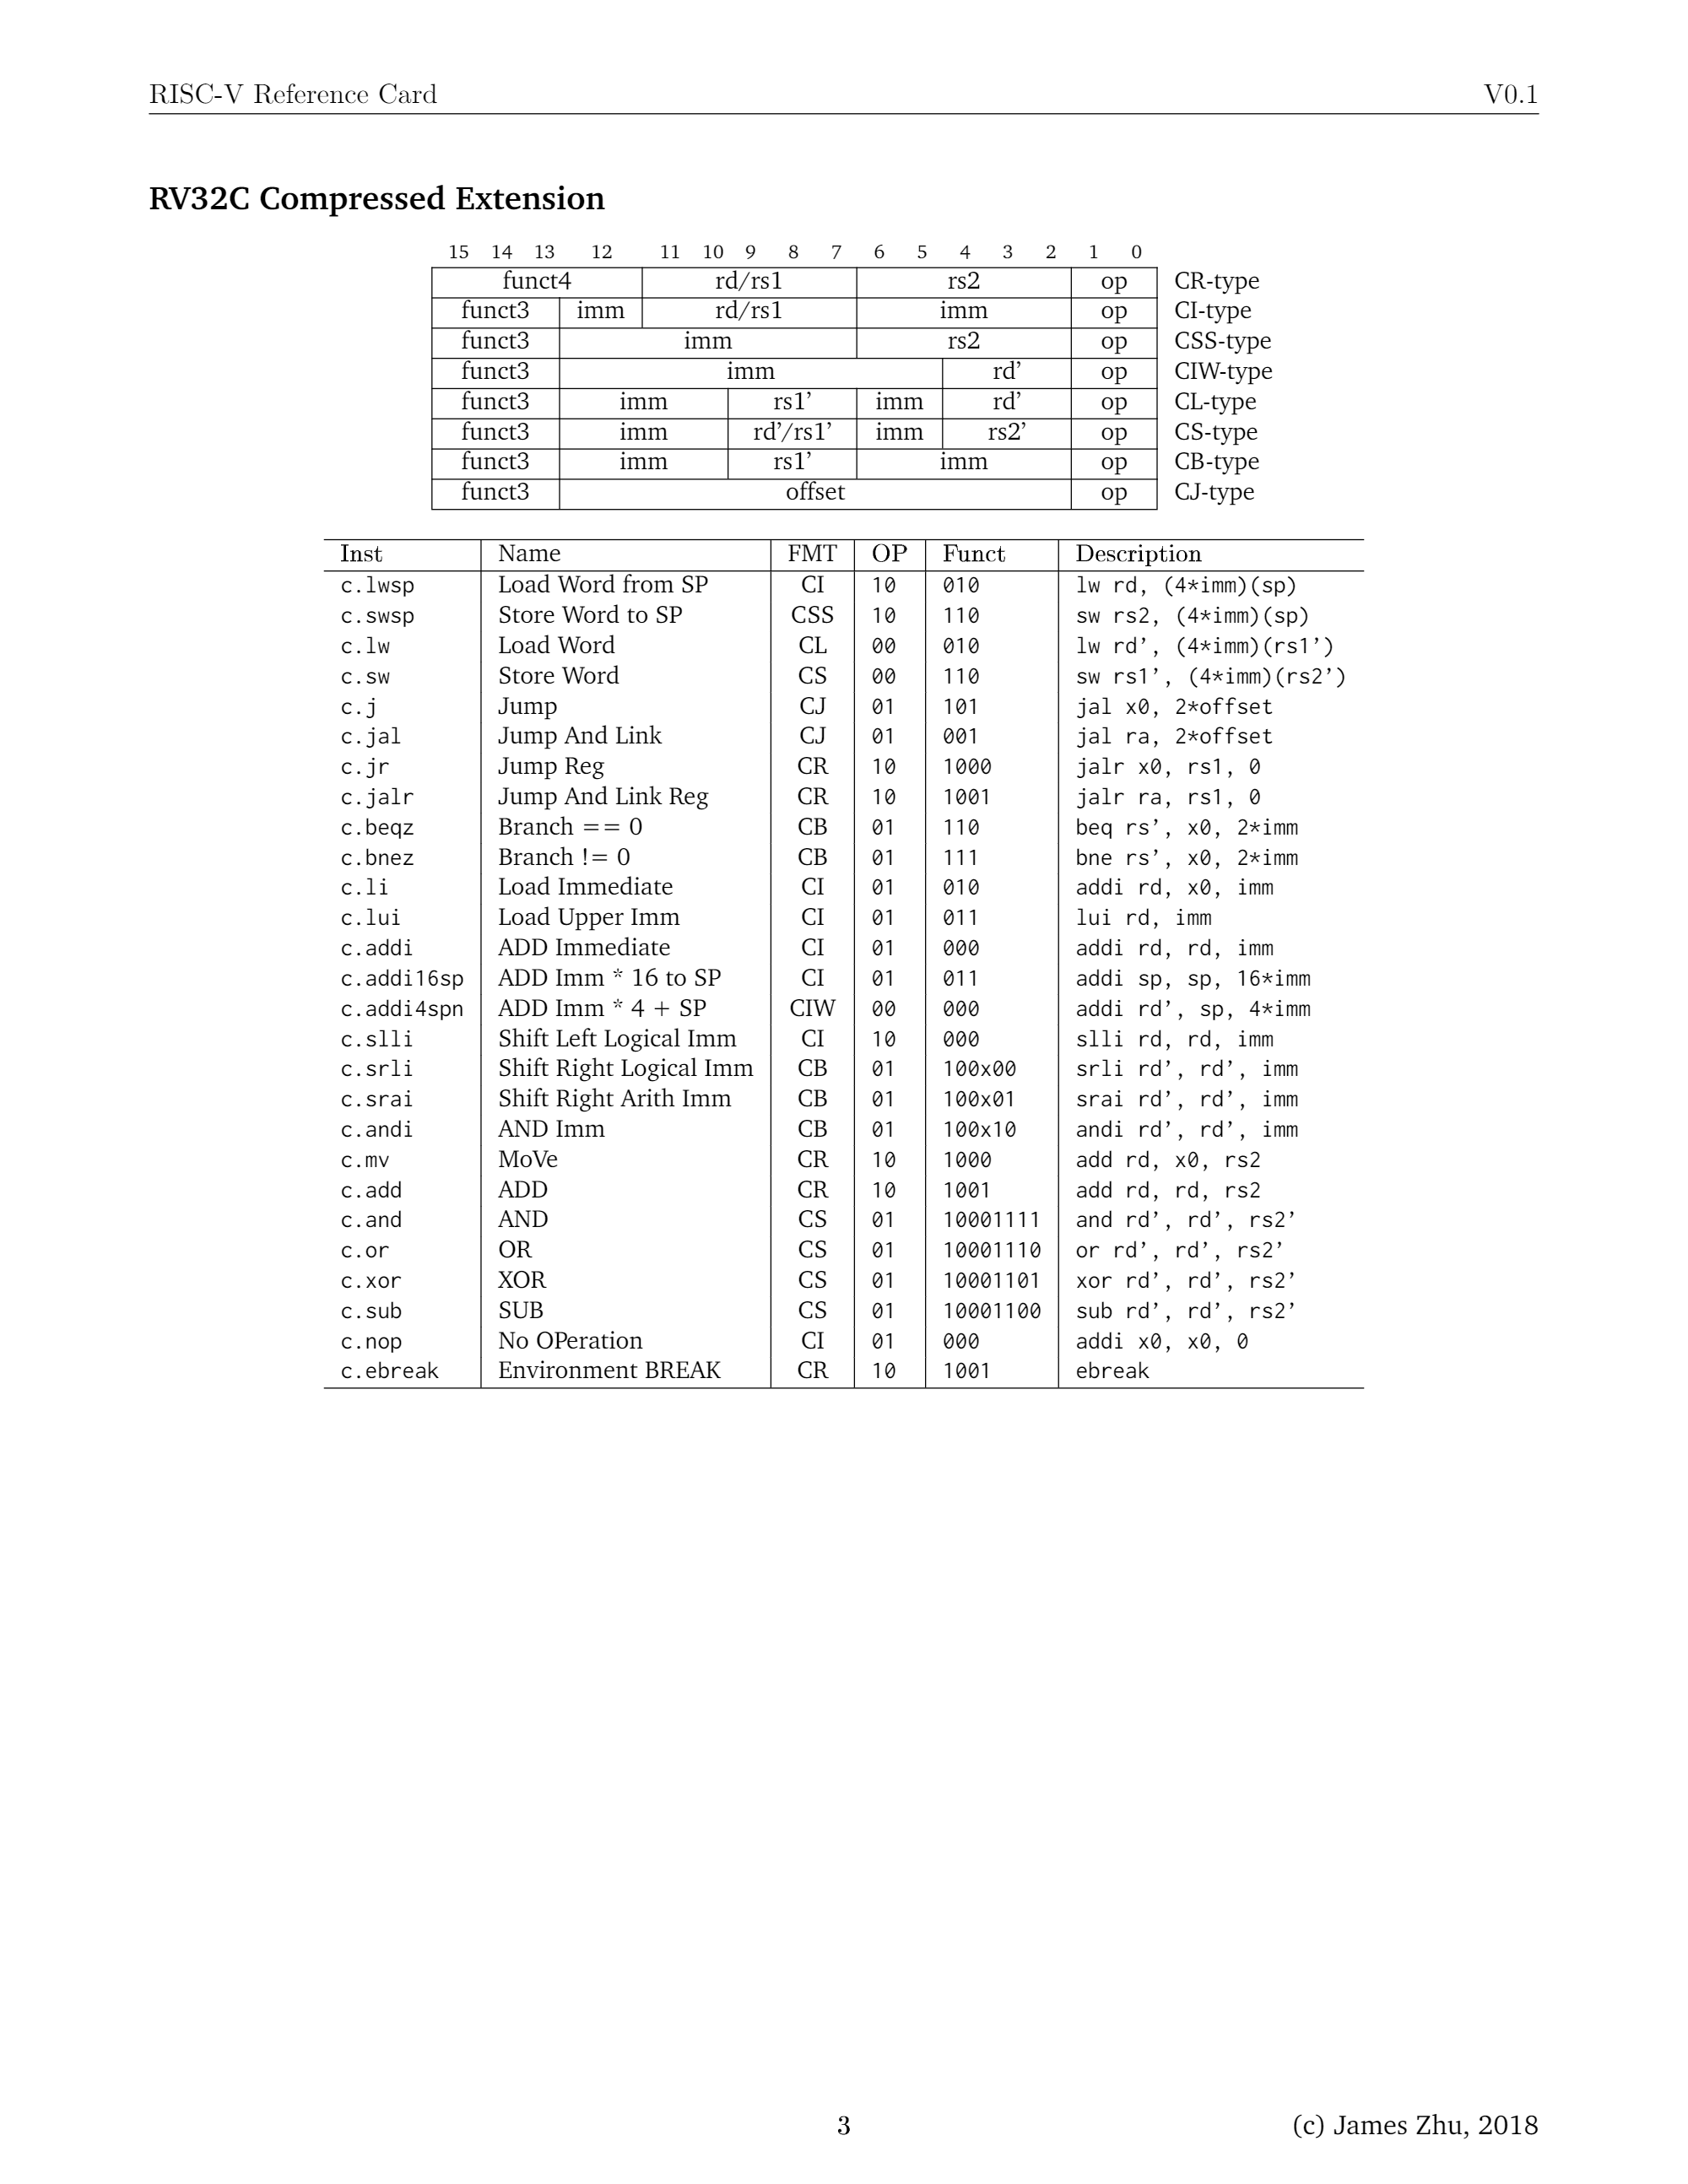 RISC-V Reference Card V0.1
RV32C Compressed Extension
15 14 13 12 11 10 9 8 7 6 5 4 3 2 1 0
funct4 rd/rs1 rs2 op CR-type
funct3 imm rd/rs1 imm op CI-type
funct3 imm rs2 op CSS-type
funct3 imm rd’ op CIW-type
funct3 imm rs1’ imm rd’ op CL-type
funct3 imm rd’/rs1’ imm rs2’ op CS-type
funct3 imm rs1’ imm op CB-type
funct3 offset op CJ-type
Inst Name FMT OP Funct Description
c.lwsp Load Word from SP CI 10 010 lw rd, (4*imm)(sp)
c.swsp Store Word to SP CSS 10 110 sw rs2, (4*imm)(sp)
c.lw Load Word CL 00 010 lw rd’, (4*imm)(rs1’)
c.sw Store Word CS 00 110 sw rs1’, (4*imm)(rs2’)
c.j Jump CJ 01 101 jal x0, 2*offset
c.jal Jump And Link CJ 01 001 jal ra, 2*offset
c.jr Jump Reg CR 10 1000 jalr x0, rs1, 0
c.jalr Jump And Link Reg CR 10 1001 jalr ra, rs1, 0
c.beqz Branch == 0 CB 01 110 beq rs’, x0, 2*imm
c.bnez Branch != 0 CB 01 111 bne rs’, x0, 2*imm
c.li Load Immediate CI 01 010 addi rd, x0, imm
c.lui Load Upper Imm CI 01 011 lui rd, imm
c.addi ADD Immediate CI 01 000 addi rd, rd, imm
c.addi16sp ADD Imm * 16 to SP CI 01 011 addi sp, sp, 16*imm
c.addi4spn ADD Imm * 4 + SP CIW 00 000 addi rd’, sp, 4*imm
c.slli Shift Left Logical Imm CI 10 000 slli rd, rd, imm
c.srli Shift Right Logical Imm CB 01 100x00 srli rd’, rd’, imm
c.srai Shift Right Arith Imm CB 01 100x01 srai rd’, rd’, imm
c.andi AND Imm CB 01 100x10 andi rd’, rd’, imm
c.mv MoVe CR 10 1000 add rd, x0, rs2
c.add ADD CR 10 1001 add rd, rd, rs2
c.and AND CS 01 10001111 and rd’, rd’, rs2’
c.or OR CS 01 10001110 or rd’, rd’, rs2’
c.xor XOR CS 01 10001101 xor rd’, rd’, rs2’
c.sub SUB CS 01 10001100 sub rd’, rd’, rs2’
c.nop No OPeration CI 01 000 addi x0, x0, 0
c.ebreak Environment BREAK CR 10 1001 ebreak
3 (c) James Zhu, 2018